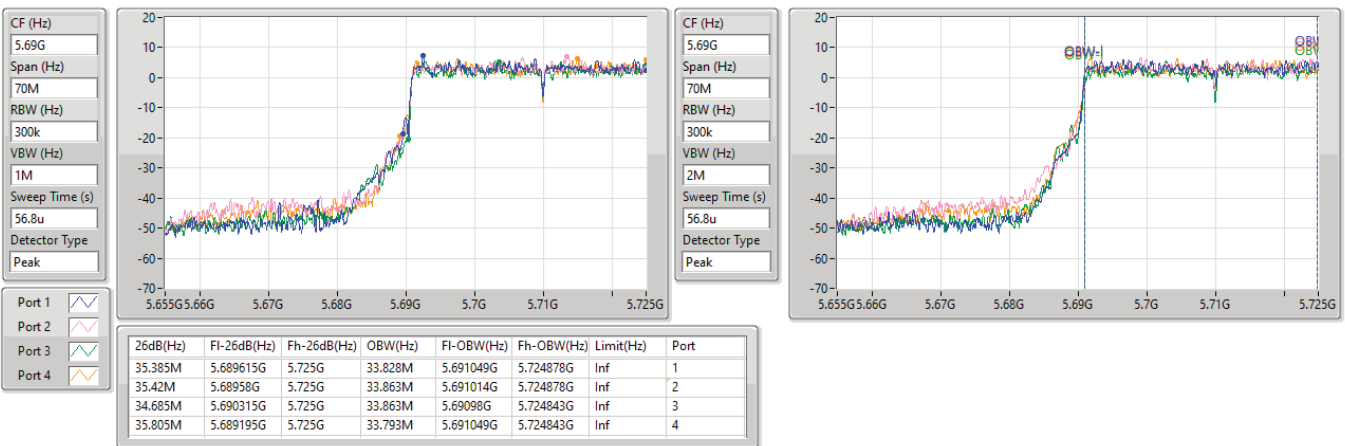 CF (Hz)
5.69G
Span (Hz)
70M
RBW (Hz)
300k
VBW (Hz)
1M
Sweep Time (s)
56.8u
Detector Type
Peak
20
10
0
-10
-20
-30
-40
-50
-60
-70
5.655G 5.66G 5.67G 5.68G 5.69G 5.7G 5.71G 5.725G
CF (Hz)
5.69G
Span (Hz)
70M
RBW (Hz)
300k
VBW (Hz)
2M
Sweep Time (s)
56.8u
Detector Type
Peak
20
10
0
-10
-20
-30
-40
-50
-60
-70
OBW-l
OBW
5.655G 5.66G 5.67G 5.68G 5.69G 5.7G 5.71G 5.725G
Port 1
Port 2
Port 3
Port 4
26dB(Hz) Fl-26dB(Hz) Fh-26dB(Hz) OBW(Hz) Fl-OBW(Hz) Fh-OBW(Hz) Limit(Hz) Port
35.385M 5.689615G 5.725G 33.828M 5.691049G 5.724878G Inf 1
35.42M 5.68958G 5.725G 33.863M 5.691014G 5.724878G Inf 2
34.685M 5.690315G 5.725G 33.863M 5.69098G 5.724843G Inf 3
35.805M 5.689195G 5.725G 33.793M 5.691049G 5.724843G Inf 4